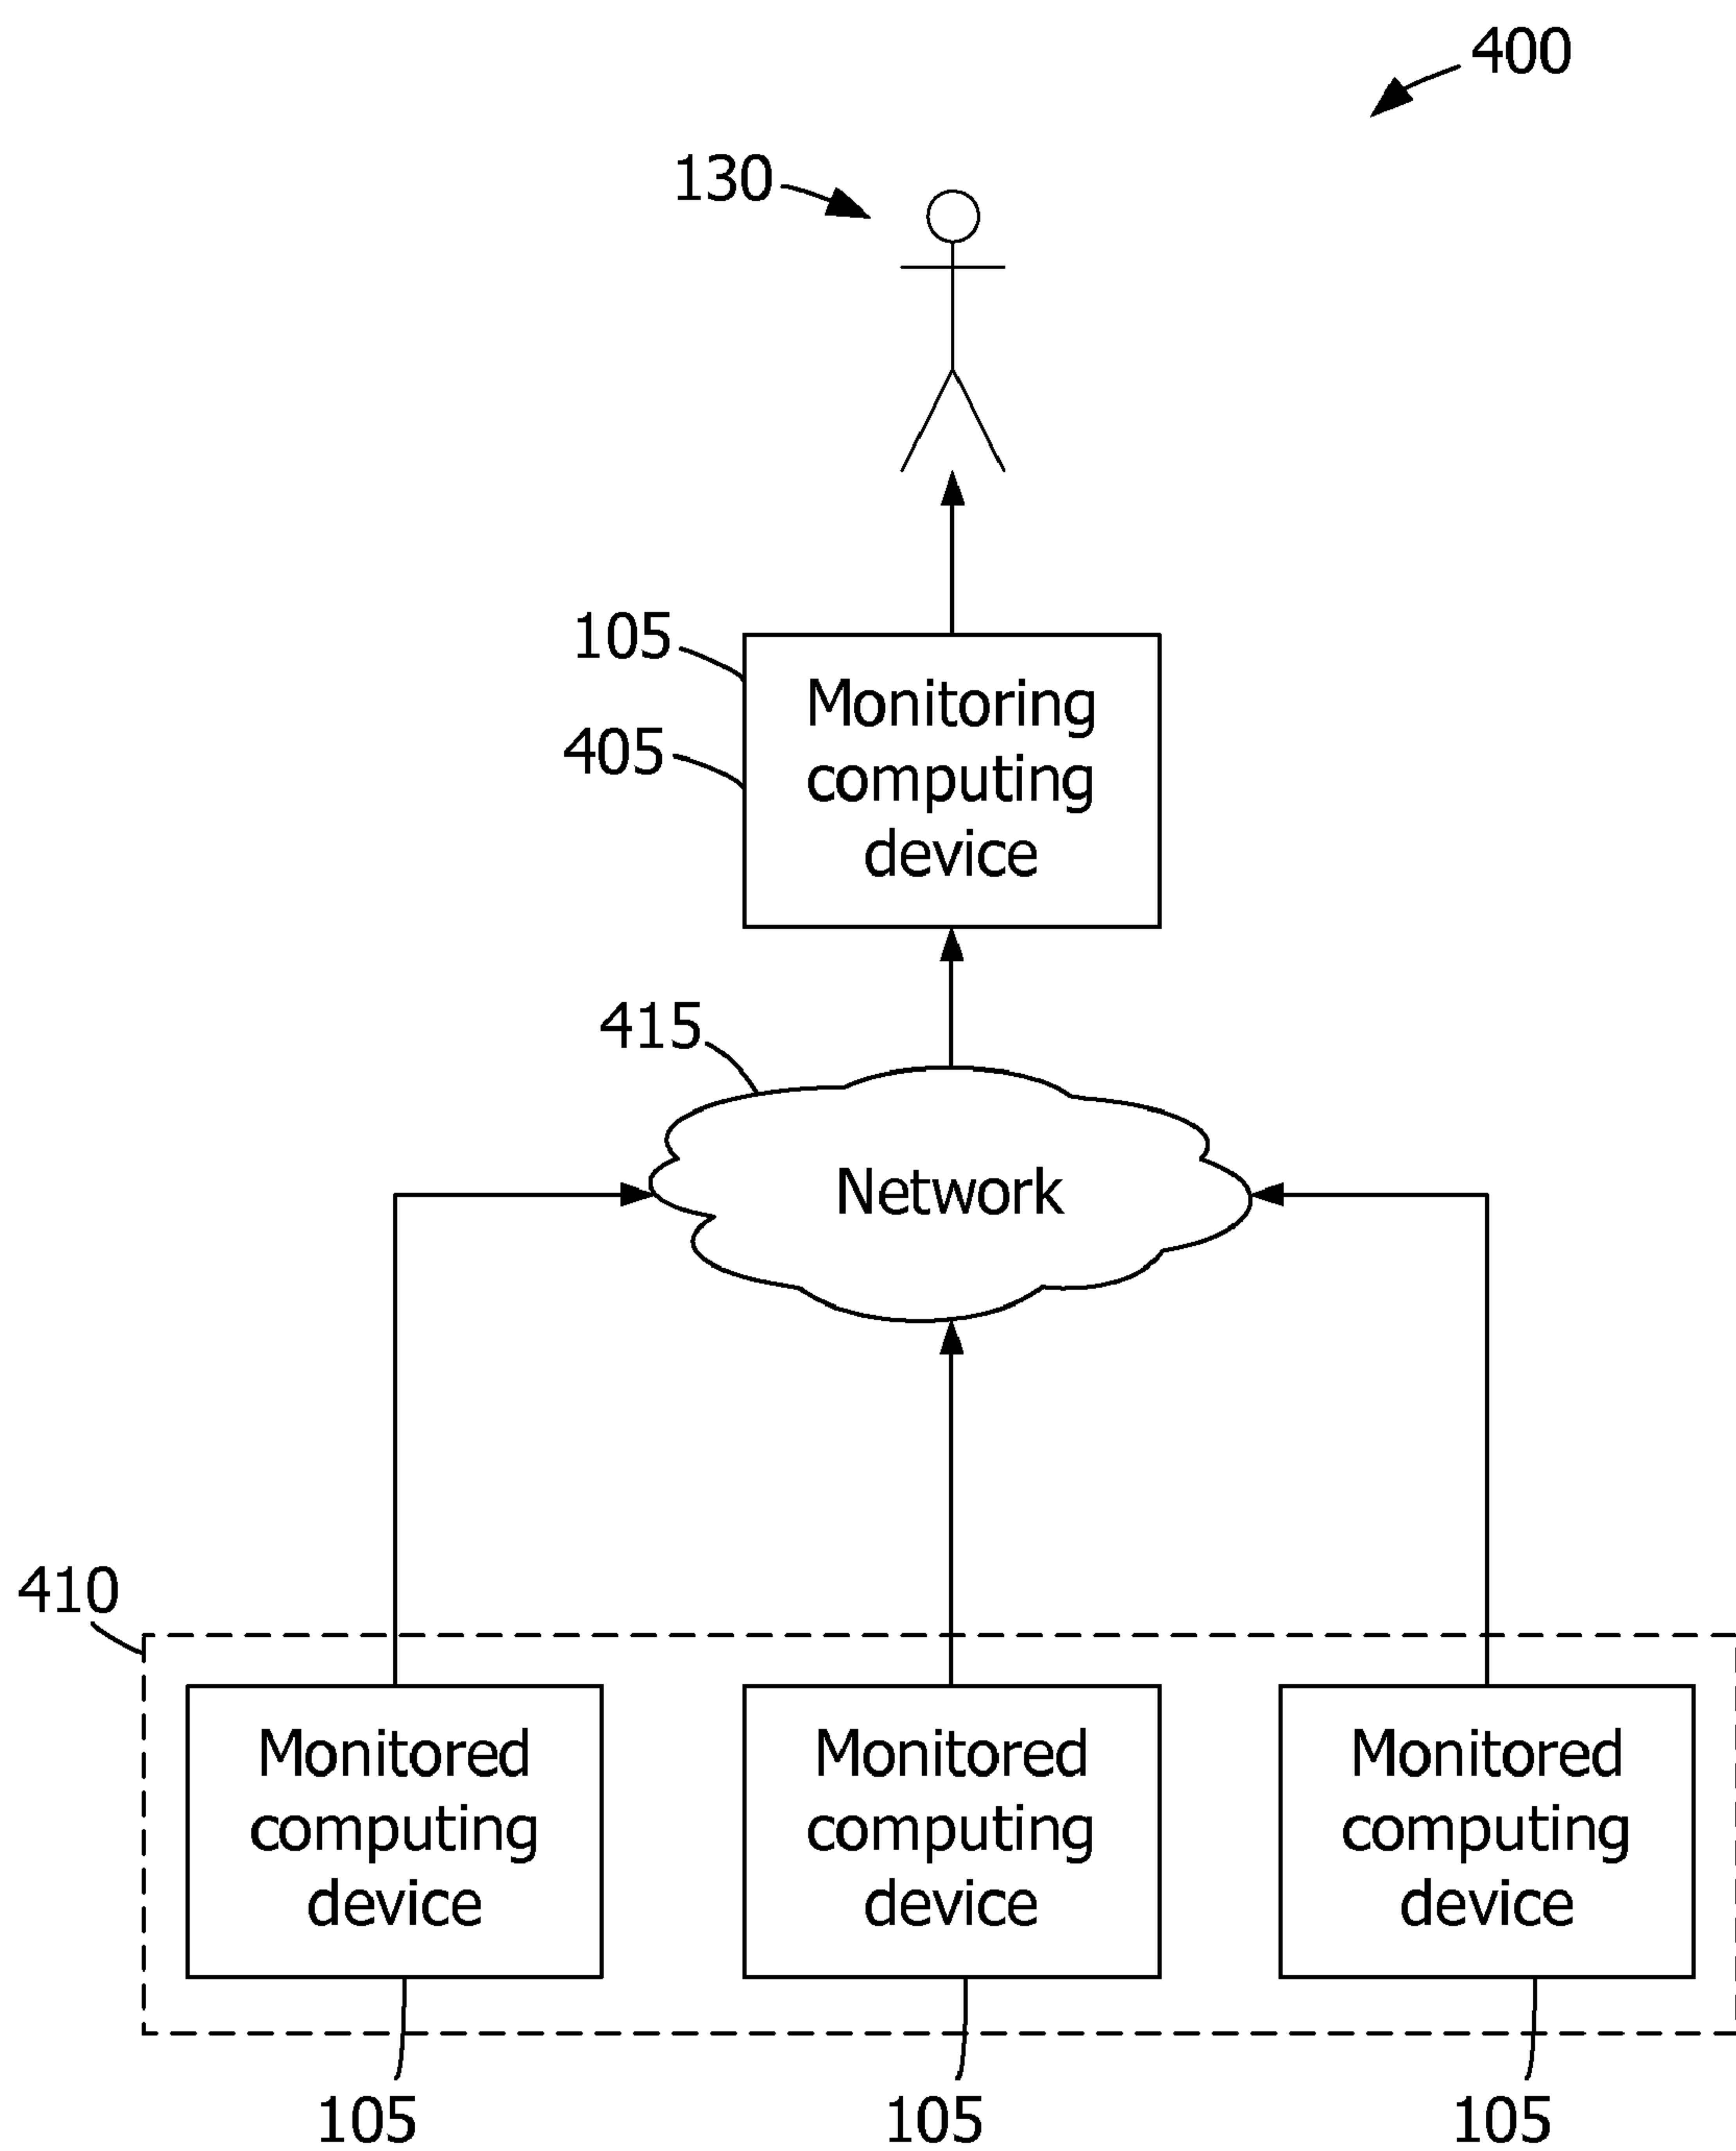 400
130
105
405
Monitoring
computing
device
415
Network
410
Monitored
computing
device
Monitored
computing
device
Monitored
computing
device
105
105
105